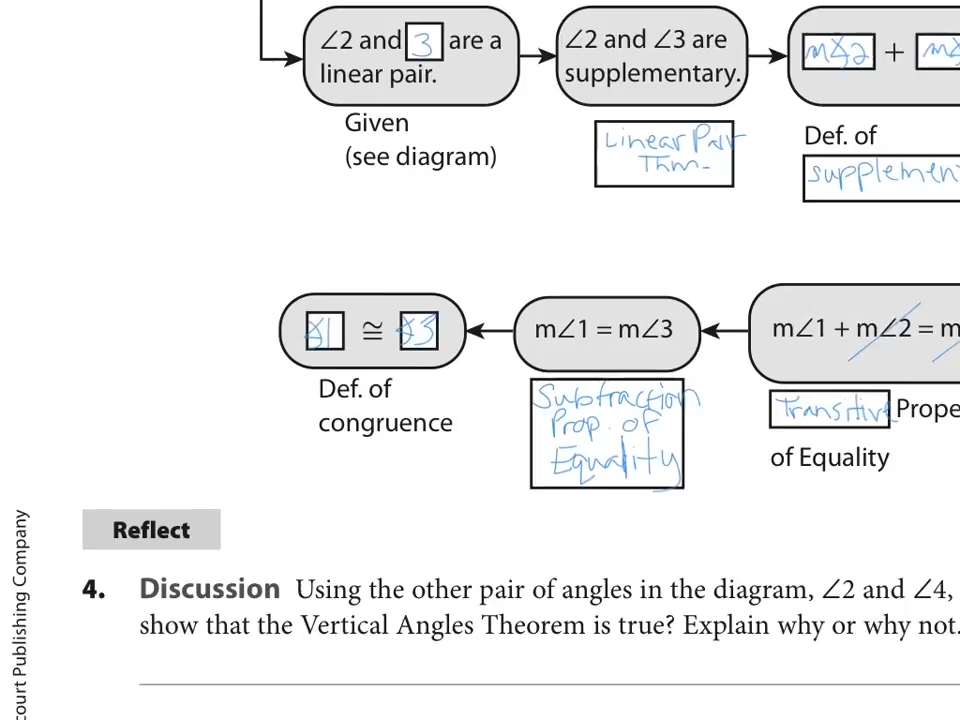 ∠2 and 3 are a
linear pair.
∠2 and ∠3 are
supplementary.
m∡2 + m∡
Given
(see diagram)
Linear Pair
Thm.
Def. of
supplemen
∡1 ≅ ∡3
m∠1 = m∠3
m∠1 + m∠2 = m
Def. of
congruence
Subtraction
Prop. of
Equality
Transitive Prope
of Equality
Reflect
4. Discussion Using the other pair of angles in the diagram, ∠2 and ∠4,
show that the Vertical Angles Theorem is true? Explain why or why not.
court Publishing Company